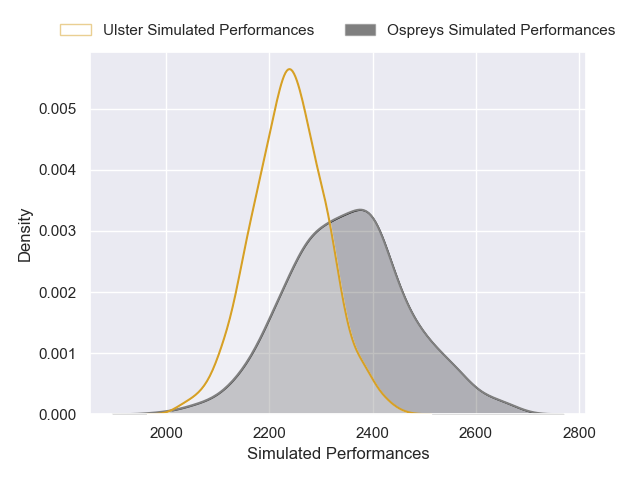 Ulster Simulated Performances
Ospreys Simulated Performances
0.005
0.004
0.003
0.002
0.001
0.000
Density
2000
2200
2400
2600
2800
Simulated Performances